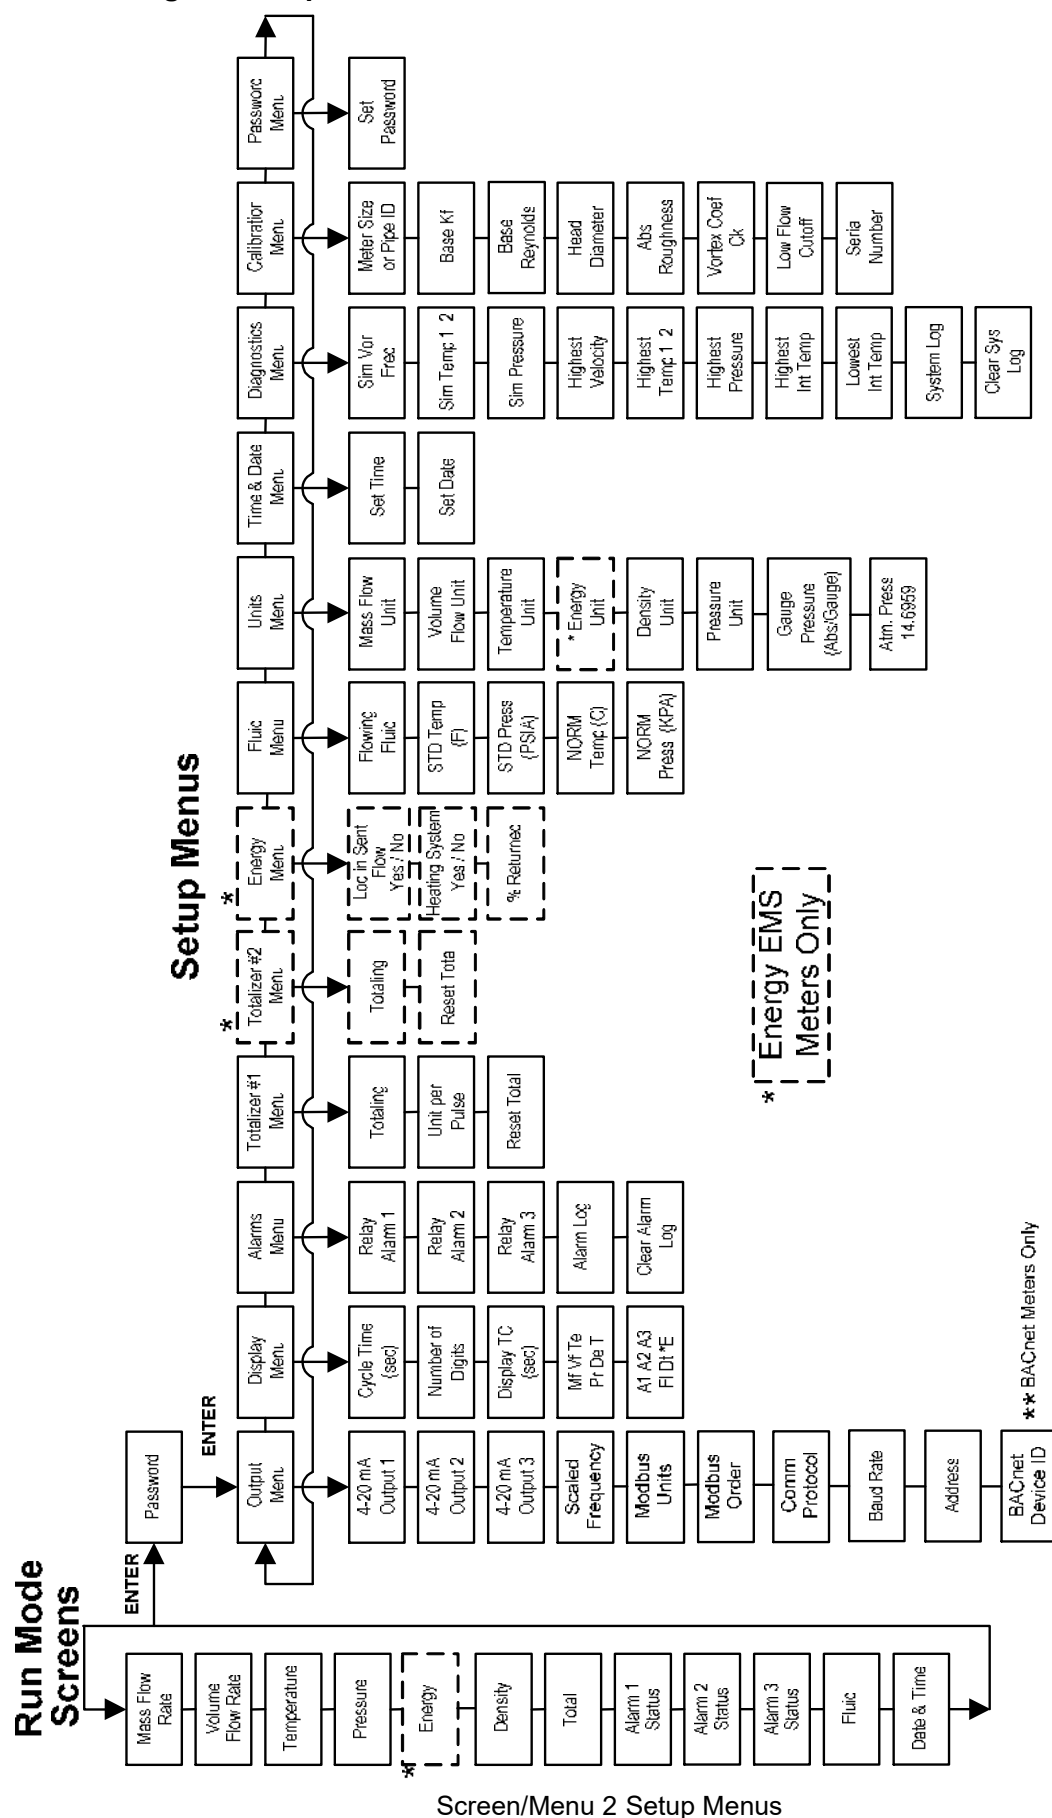 Run Mode
Screens
Mass Flow
Rate
Volume
Flow Rate
Temperature
Pressure
*
Energy
Density
Total
Alarm 1
Status
Alarm 2
Status
Alarm 3
Status
Fluic
Date & Time
ENTER
Password
ENTER
Setup Menus
Output
Menu
4-20 mA
Output 1
4-20 mA
Output 2
4-20 mA
Output 3
Scaled
Frequency
Modbus
Units
Modbus
Order
Comm
Protocol
Baud Rate
Address
BACnet
Device ID
** BACnet Meters Only
Display
Menu
Cycle Time
(sec)
Number of
Digits
Display TC
(sec)
Mf Vf Te
Pr De T
A1 A2 A3
Fl Dt *E
Alarms
Menu
Relay
Alarm 1
Relay
Alarm 2
Relay
Alarm 3
Alarm Log
Clear Alarm
Log
Totalizer #1
Menu
Totaling
Unit per
Pulse
Reset Total
*
Totalizer #2
Menu
Totaling
Reset Tota
*
Energy
Menu
Loc in Sent
Flow
Yes / No
Heating System
Yes / No
% Returnec
* Energy EMS
Meters Only
Fluic
Menu
Flowing
Fluic
STD Temp
(F)
STD Press
(PSIA)
NORM
Temp (C)
NORM
Press (KPA)
Units
Menu
Mass Flow
Unit
Volume
Flow Unit
Temperature
Unit
* Energy
Unit
Density
Unit
Pressure
Unit
Gauge
Pressure
(Abs/Gauge)
Atm. Press
14.6959
Time & Date
Menu
Set Time
Set Date
Diagnostics
Menu
Sim Vor
Frec
Sim Temp 1 2
Sim Pressure
Highest
Velocity
Highest
Temp 1 2
Highest
Pressure
Highest
Int Temp
Lowest
Int Temp
System Log
Clear Sys
Log
Calibratior
Menu
Meter Size
or Pipe ID
Base Kf
Base
Reynolds
Head
Diameter
Abs
Roughness
Vortex Coef
Ck
Low Flow
Cutoff
Seria
Number
Passworc
Menu
Set
Password
Screen/Menu 2 Setup Menus